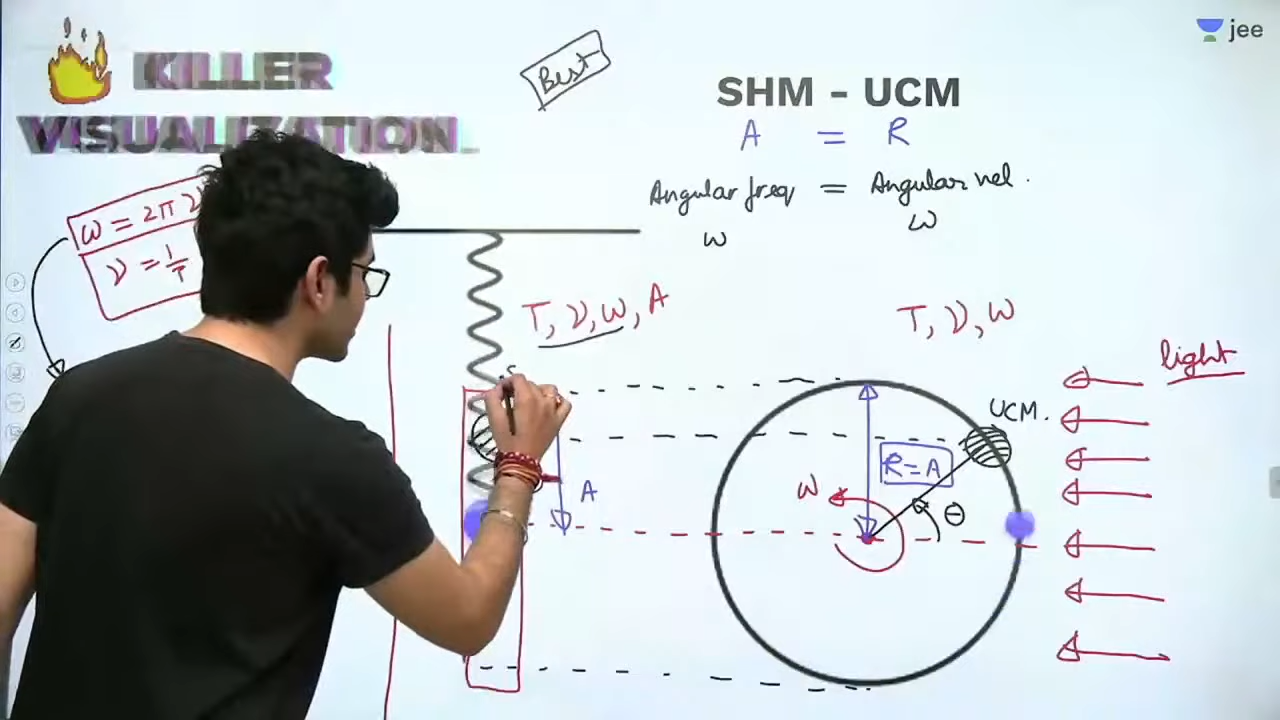 KILLER
VISUALIZATION
Best
jee
SHM - UCM
A = R
Angular freq = Angular vel.
ω ω
ω = 2π ν
ν = 1/T
T, ν, ω, A
T, ν, ω
light
UCM.
R = A
A
ω
θ